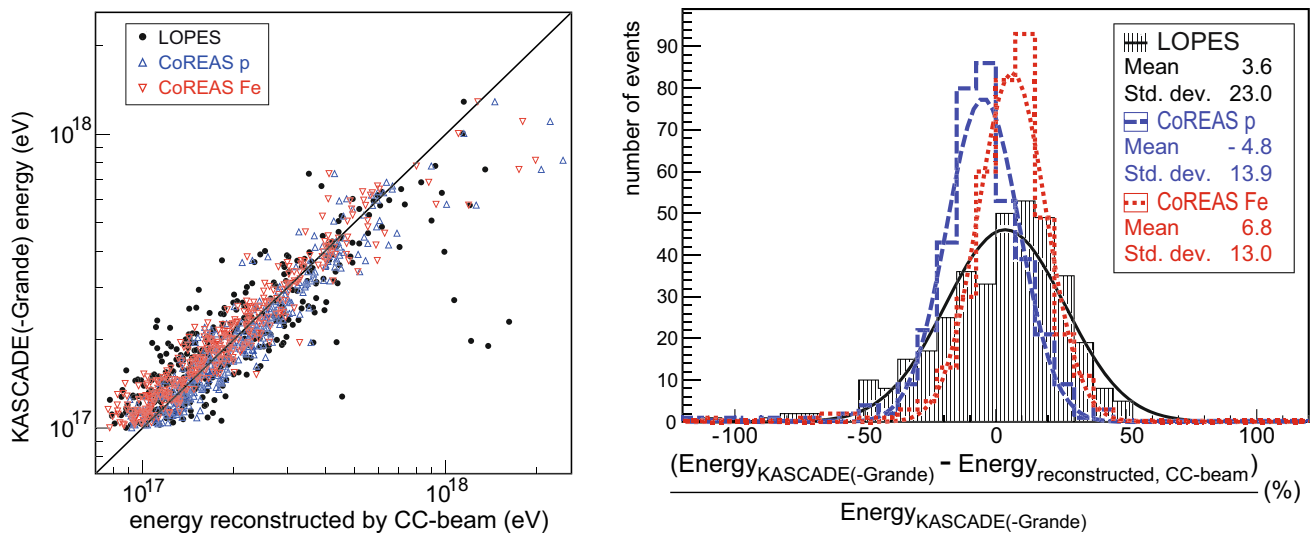 LOPES
CoREAS p
CoREAS Fe
KASCADE(-Grande) energy (eV)
10^18
10^17
10^17
10^18
energy reconstructed by CC-beam (eV)
number of events
90
80
70
60
50
40
30
20
10
0
-100
-50
0
50
100
LOPES
Mean 3.6
Std. dev. 23.0
CoREAS p
Mean - 4.8
Std. dev. 13.9
CoREAS Fe
Mean 6.8
Std. dev. 13.0
(Energy_KASCADE(-Grande) - Energy_reconstructed, CC-beam)
Energy_KASCADE(-Grande)
(%)